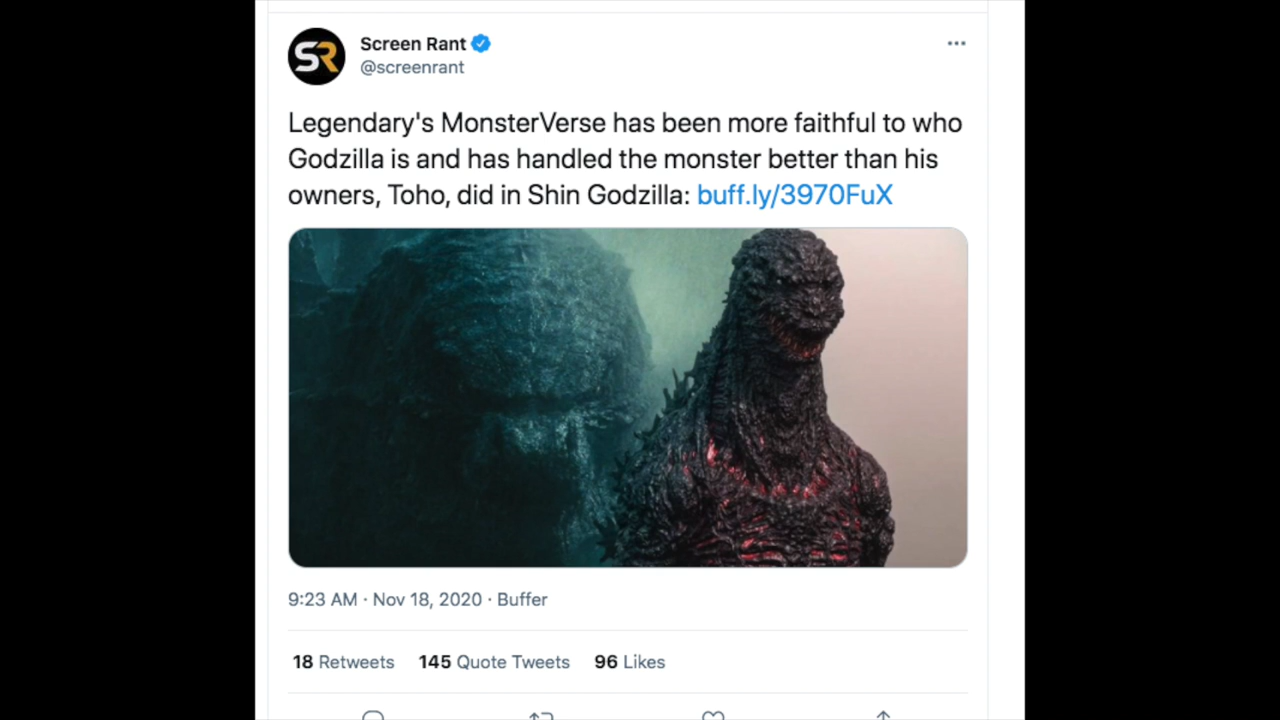 SR
Screen Rant
@screenrant
Legendary's MonsterVerse has been more faithful to who
Godzilla is and has handled the monster better than his
owners, Toho, did in Shin Godzilla: buff.ly/3970FuX
9:23 AM · Nov 18, 2020 · Buffer
18 Retweets 145 Quote Tweets 96 Likes